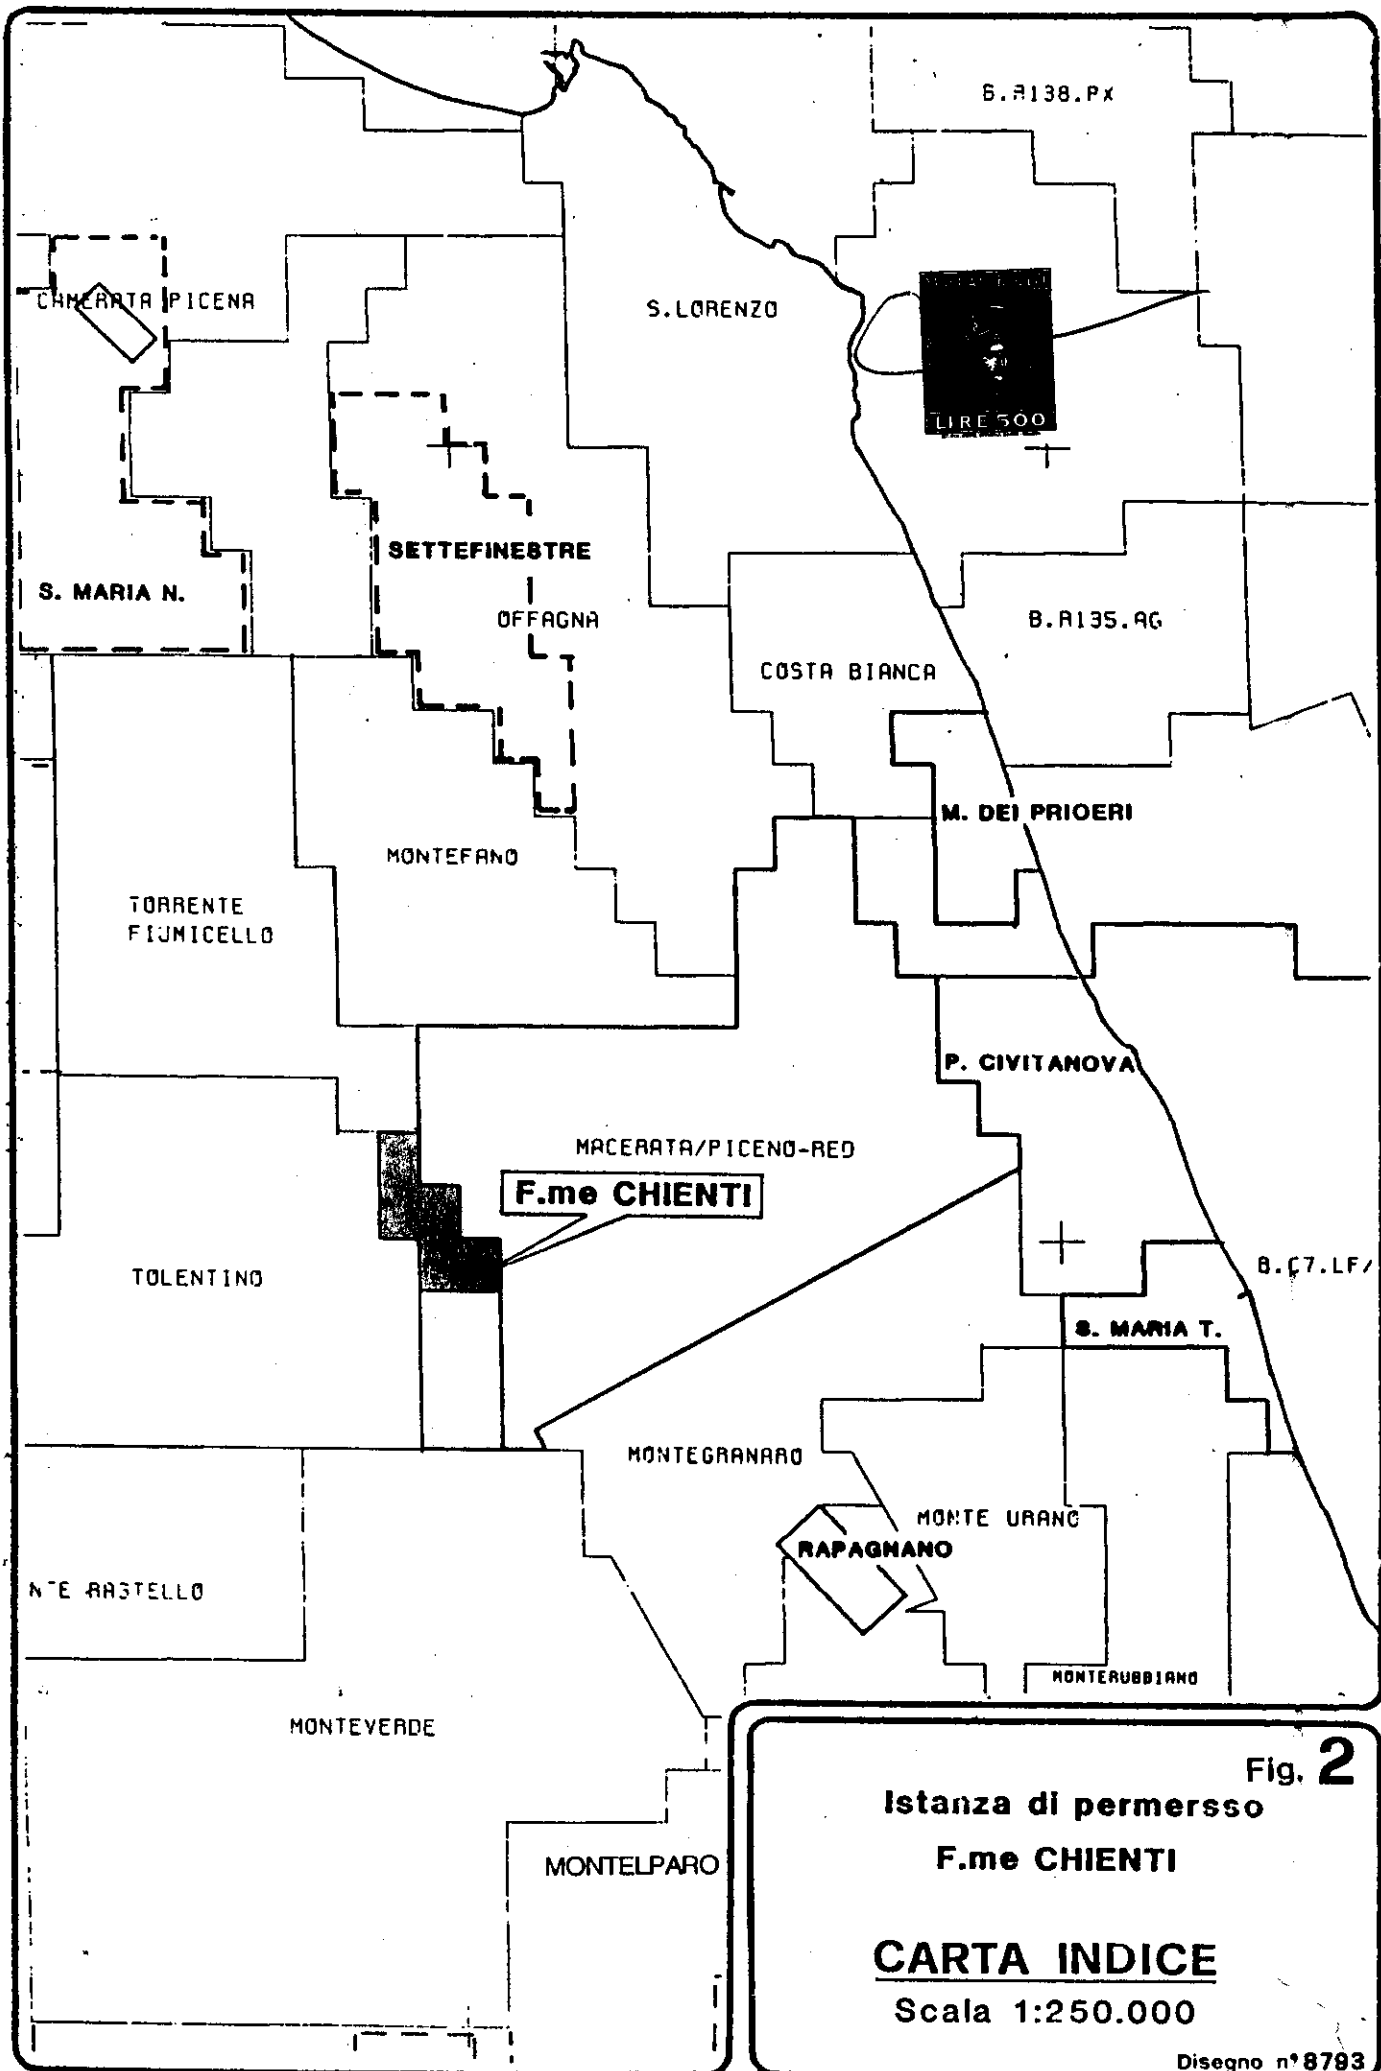 B.A138.PX
CAMERATA PICENA
S.LORENZO
LIRE 500
SETTEFINESTRE
S. MARIA N.
OFFAGNA
B.A135.AG
COSTA BIANCA
M. DEI PRIOERI
MONTEFANO
TORRENTE
FIUMICELLO
P. CIVITANOVA
MACERATA/PICENO-RED
F.me CHIENTI
TOLENTINO
B.C7.LF/
S. MARIA T.
MONTEGRANARO
MONTE URANO
RAPAGNANO
NTE RASTELLO
MONTERUBBIANO
MONTEVERDE
MONTELPARO
Fig. 2
Istanza di permersso
F.me CHIENTI
CARTA INDICE
Scala 1:250.000
Disegno n° 8793